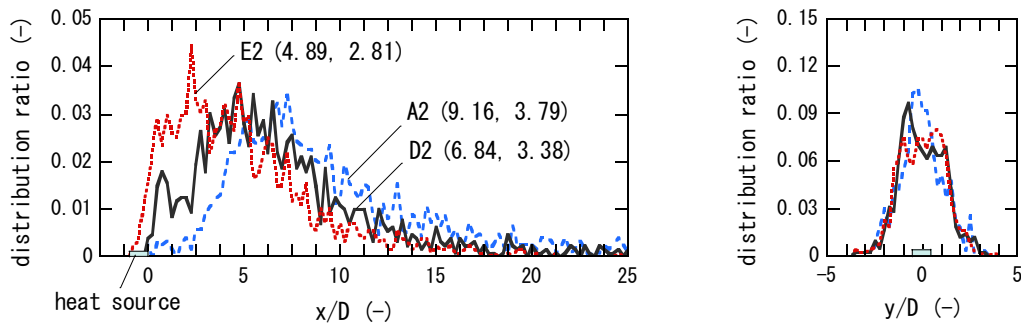 distribution ratio (-)
0.05
0.04
0.03
0.02
0.01
0
E2 (4.89, 2.81)
A2 (9.16, 3.79)
D2 (6.84, 3.38)
0 5 10 15 20 25
heat source
x/D (-)
distribution ratio (-)
0.15
0.12
0.09
0.06
0.03
0.00
-5 0 5
y/D (-)